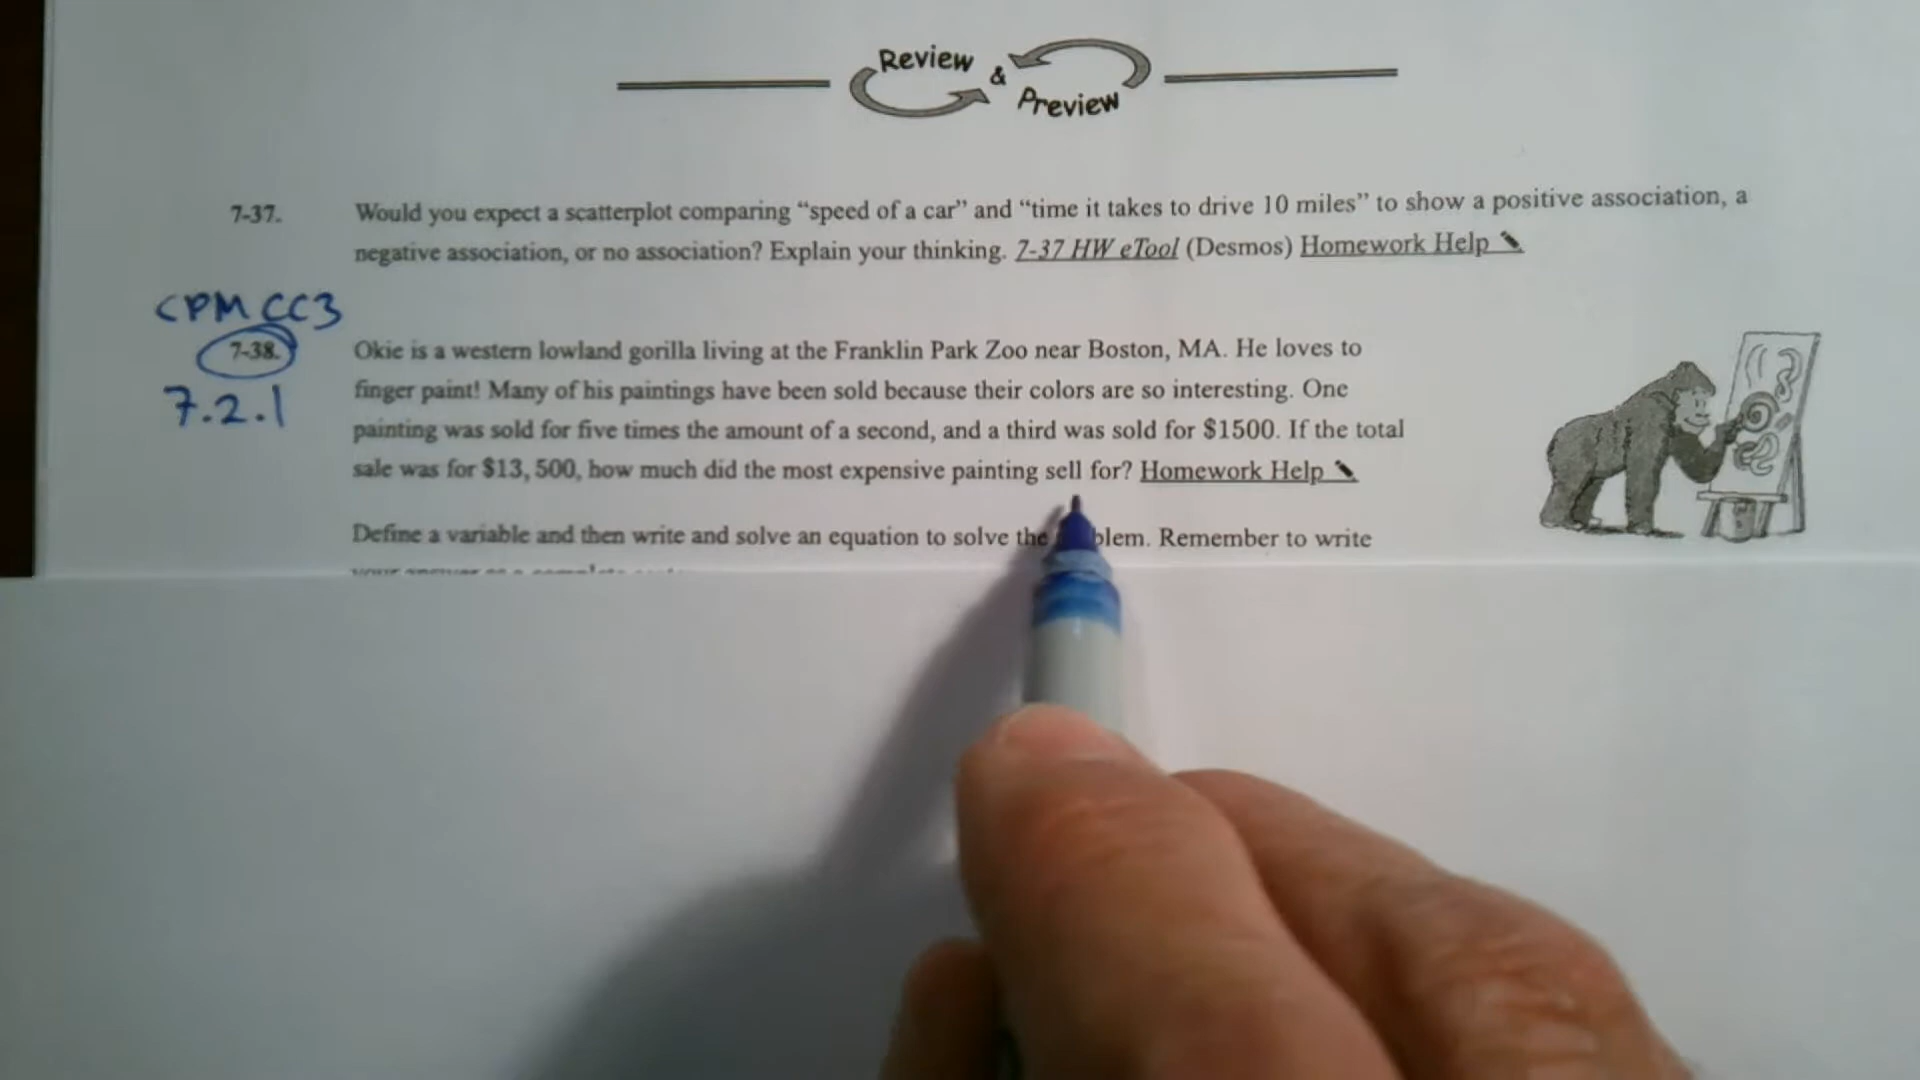 Review
&
Preview
7-37. Would you expect a scatterplot comparing “speed of a car” and “time it takes to drive 10 miles” to show a positive association, a
negative association, or no association? Explain your thinking. 7-37 HW eTool (Desmos) Homework Help
CPM CC3
7-38. Okie is a western lowland gorilla living at the Franklin Park Zoo near Boston, MA. He loves to
finger paint! Many of his paintings have been sold because their colors are so interesting. One
7.2.1
painting was sold for five times the amount of a second, and a third was sold for $1500. If the total
sale was for $13, 500, how much did the most expensive painting sell for? Homework Help
Define a variable and then write and solve an equation to solve the blem. Remember to write